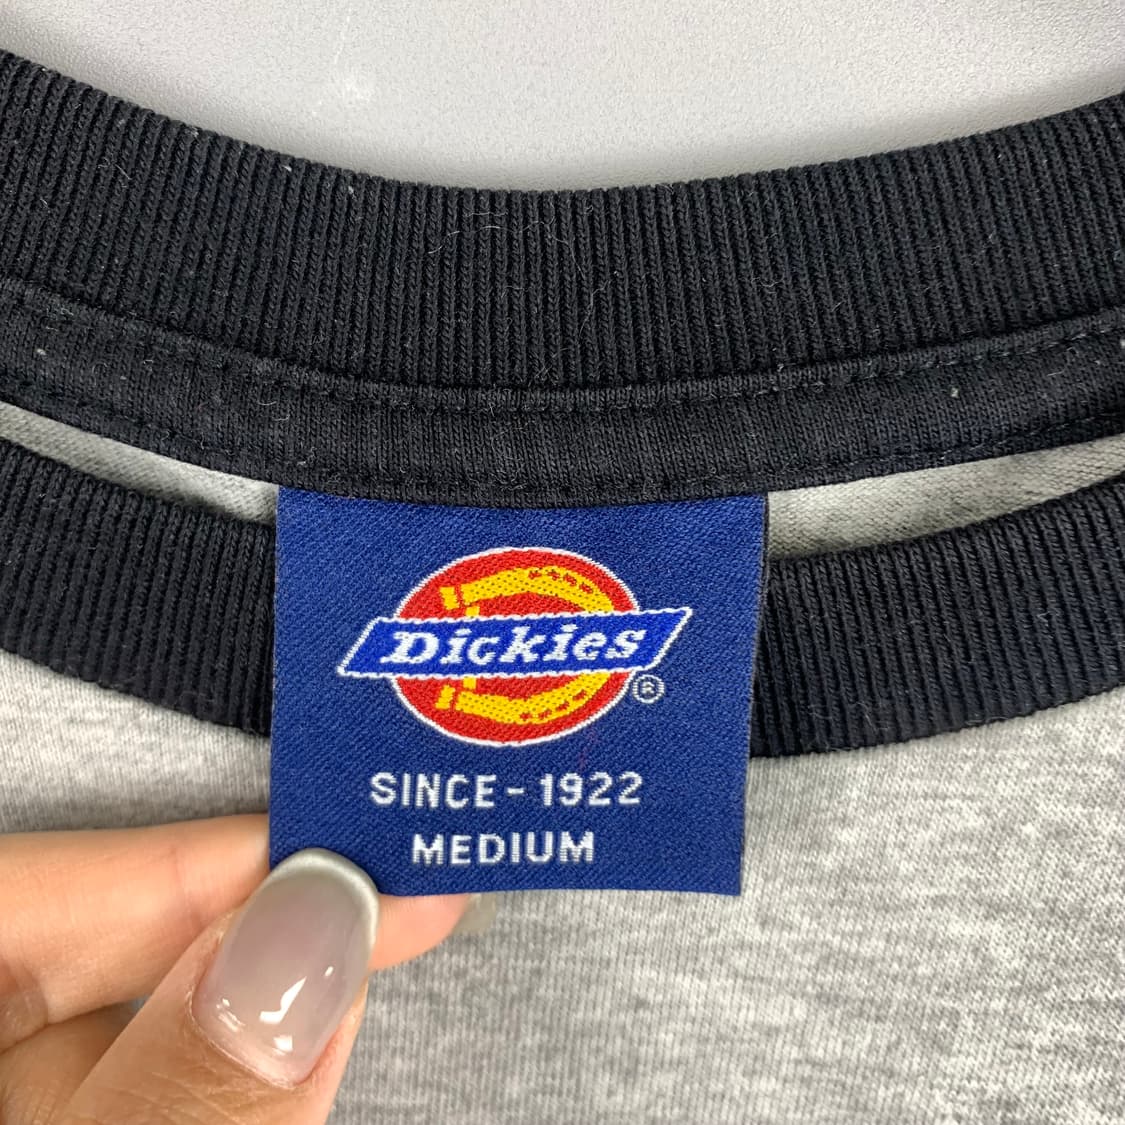 Dickies
®
SINCE - 1922
MEDIUM